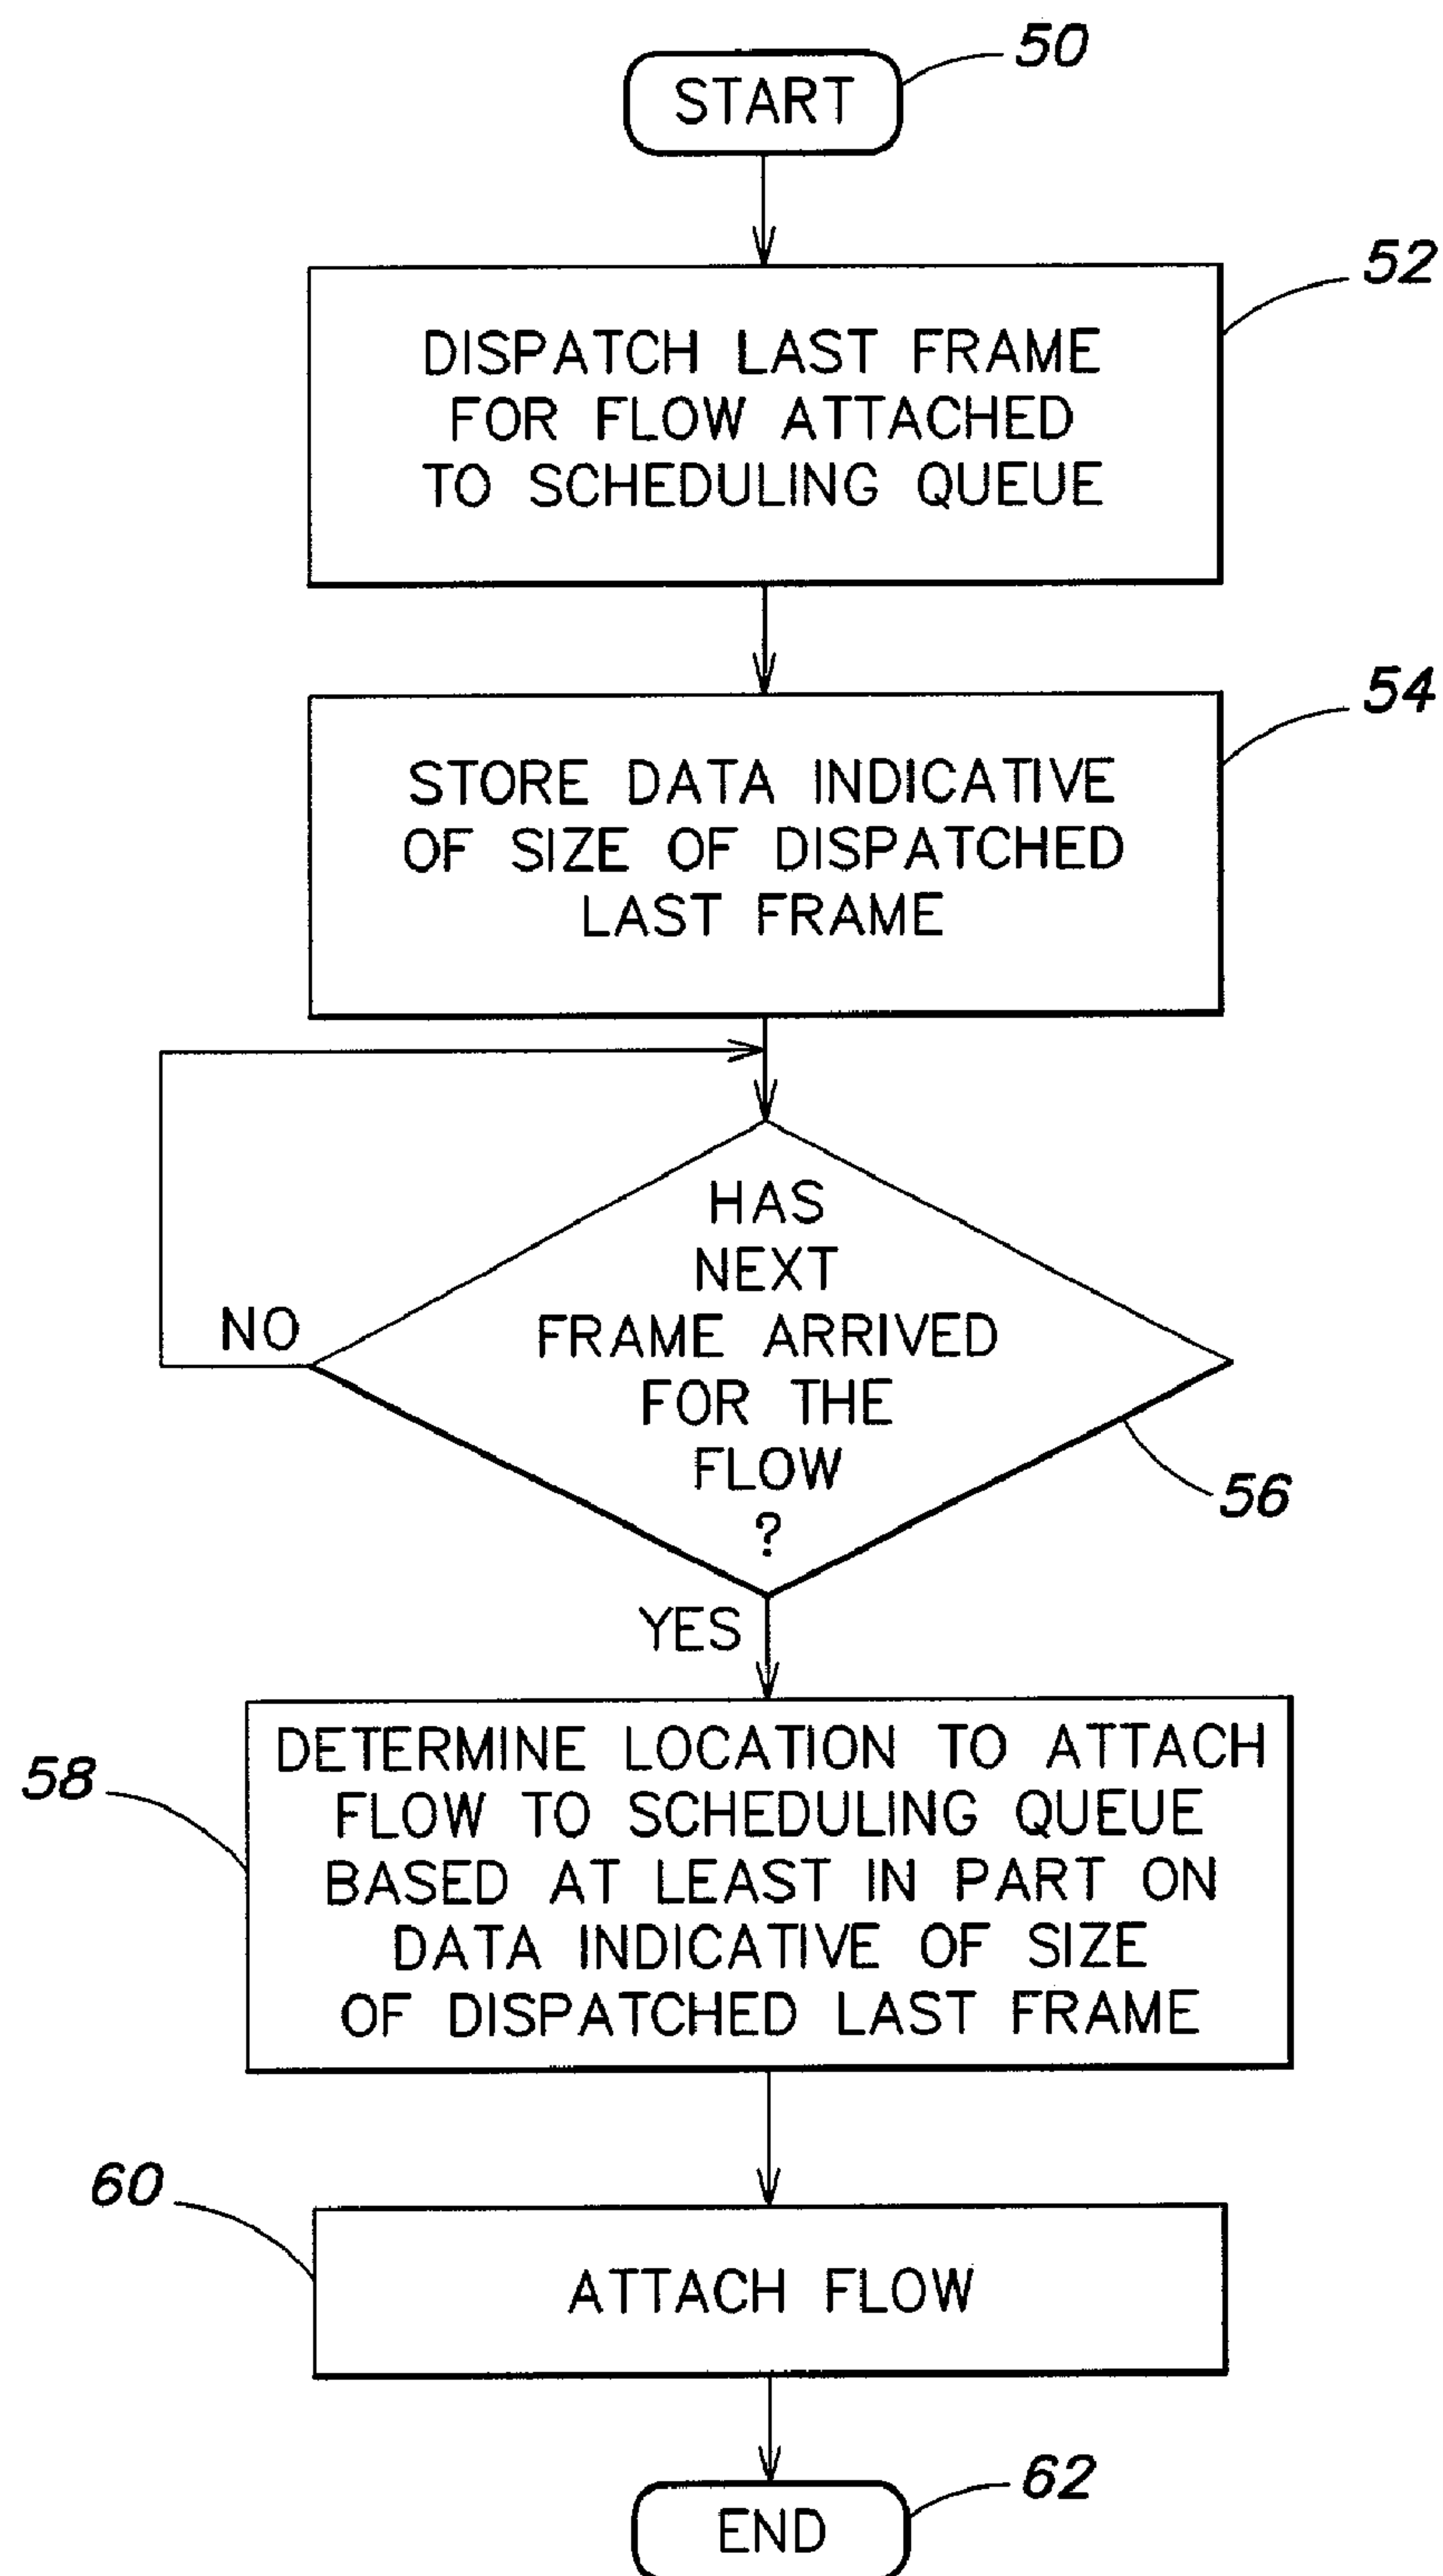 50
START
52
DISPATCH LAST FRAME
FOR FLOW ATTACHED
TO SCHEDULING QUEUE
54
STORE DATA INDICATIVE
OF SIZE OF DISPATCHED
LAST FRAME
HAS
NEXT
FRAME ARRIVED
FOR THE
FLOW
?
NO
56
YES
58
DETERMINE LOCATION TO ATTACH
FLOW TO SCHEDULING QUEUE
BASED AT LEAST IN PART ON
DATA INDICATIVE OF SIZE
OF DISPATCHED LAST FRAME
60
ATTACH FLOW
62
END